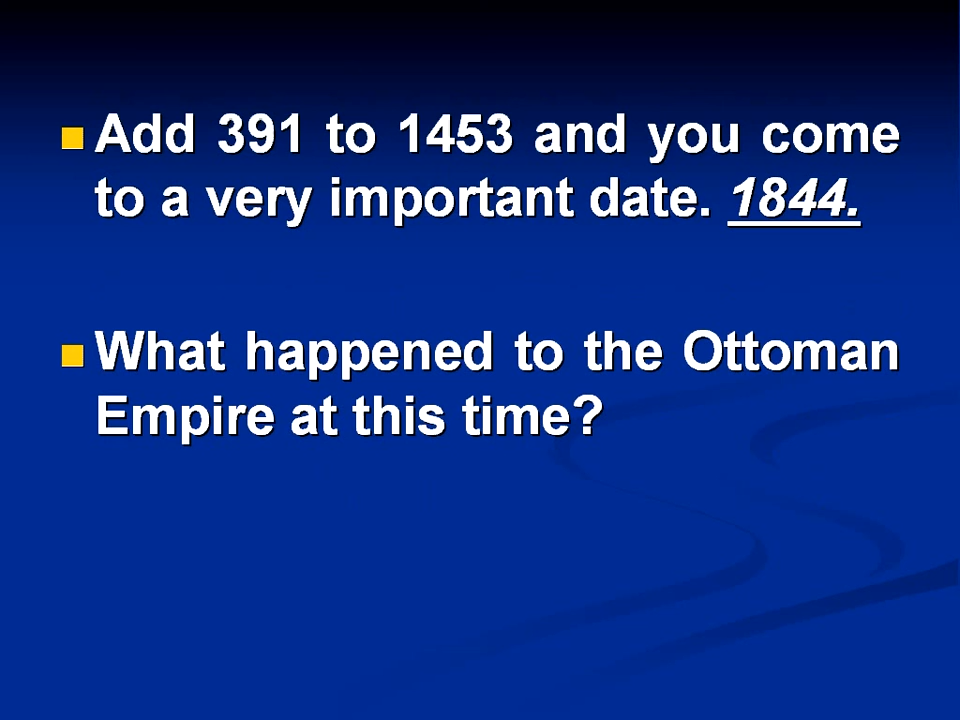 Add 391 to 1453 and you come
to a very important date. 1844.
What happened to the Ottoman
Empire at this time?